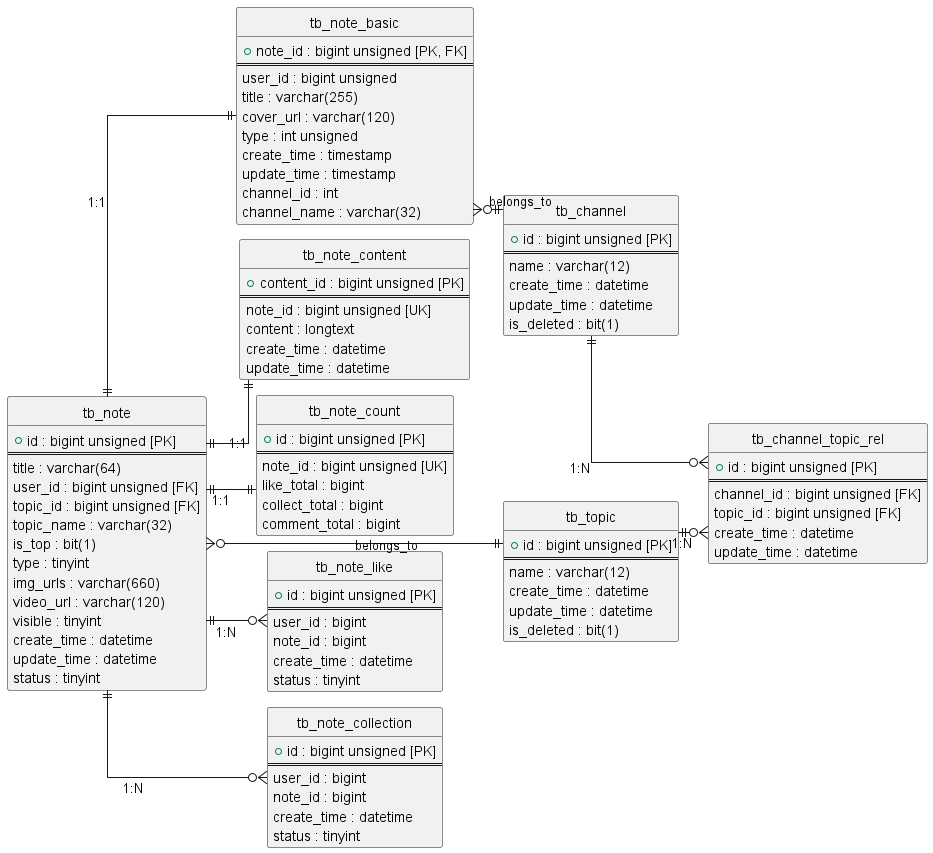 tb_note_basic
note_id : bigint unsigned [PK, FK]
user_id : bigint unsigned
title : varchar(255)
cover_url : varchar(120)
type : int unsigned
create_time : timestamp
update_time : timestamp
channel_id : int
channel_name : varchar(32)
1:1
belongs_to
tb_channel
id : bigint unsigned [PK]
name : varchar(12)
create_time : datetime
update_time : datetime
is_deleted : bit(1)
tb_note_content
content_id : bigint unsigned [PK]
note_id : bigint unsigned [UK]
content : longtext
create_time : datetime
update_time : datetime
tb_note
id : bigint unsigned [PK]
title : varchar(64)
user_id : bigint unsigned [FK]
topic_id : bigint unsigned [FK]
topic_name : varchar(32)
is_top : bit(1)
type : tinyint
img_urls : varchar(660)
video_url : varchar(120)
visible : tinyint
create_time : datetime
update_time : datetime
status : tinyint
1:1
tb_note_count
id : bigint unsigned [PK]
note_id : bigint unsigned [UK]
like_total : bigint
collect_total : bigint
comment_total : bigint
1:1
1:N
tb_channel_topic_rel
id : bigint unsigned [PK]
channel_id : bigint unsigned [FK]
topic_id : bigint unsigned [FK]
create_time : datetime
update_time : datetime
tb_topic
id : bigint unsigned [PK]
name : varchar(12)
create_time : datetime
update_time : datetime
is_deleted : bit(1)
1:N
belongs_to
tb_note_like
id : bigint unsigned [PK]
user_id : bigint
note_id : bigint
create_time : datetime
status : tinyint
1:N
tb_note_collection
id : bigint unsigned [PK]
user_id : bigint
note_id : bigint
create_time : datetime
status : tinyint
1:N